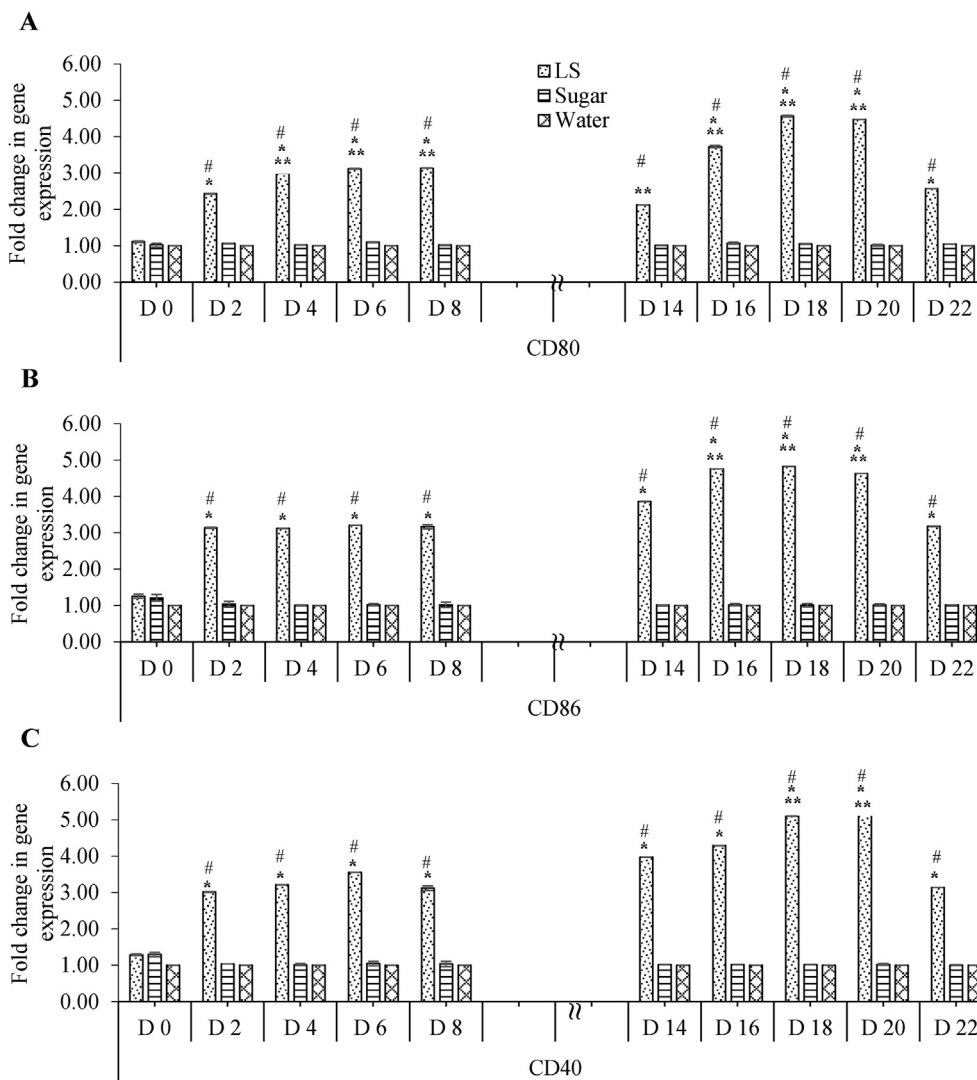 A
Fold change in gene
expression
6.00
5.00
4.00
3.00
2.00
1.00
0.00
LS
Sugar
Water
# * 
# * **
# * **
# * **
# **
# * **
# * **
# * **
# *
D 0 D 2 D 4 D 6 D 8 D 14 D 16 D 18 D 20 D 22
CD80
B
Fold change in gene
expression
6.00
5.00
4.00
3.00
2.00
1.00
0.00
# *
# *
# *
# *
# *
# * **
# * **
# * **
# *
D 0 D 2 D 4 D 6 D 8 D 14 D 16 D 18 D 20 D 22
CD86
C
Fold change in gene
expression
6.00
5.00
4.00
3.00
2.00
1.00
0.00
# *
# *
# *
# *
# *
# *
# * **
# * **
# *
D 0 D 2 D 4 D 6 D 8 D 14 D 16 D 18 D 20 D 22
CD40